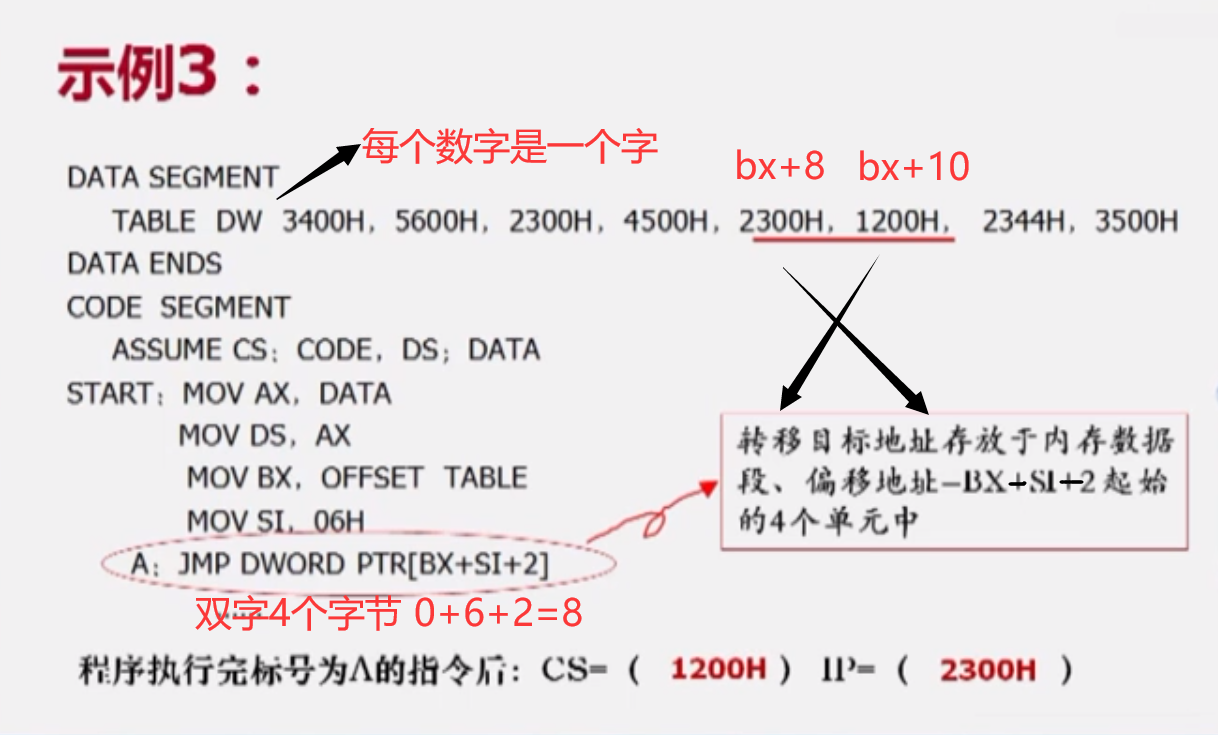 示例3：
每个数字是一个字
bx+8 bx+10
DATA SEGMENT
TABLE DW 3400H，5600H，2300H，4500H，2300H，1200H， 2344H，3500H
DATA ENDS
CODE SEGMENT
ASSUME CS：CODE，DS；DATA
START：MOV AX，DATA
MOV DS，AX
MOV BX，OFFSET TABLE
MOV SI，06H
A：JMP DWORD PTR[BX+SI+2]
转移目标地址存放于内存数据
段、偏移地址=BX+SI+2起始
的4个单元中
双字4个字节 0+6+2=8
程序执行完标号为A的指令后：CS=（ 1200H ） IP=（ 2300H ）